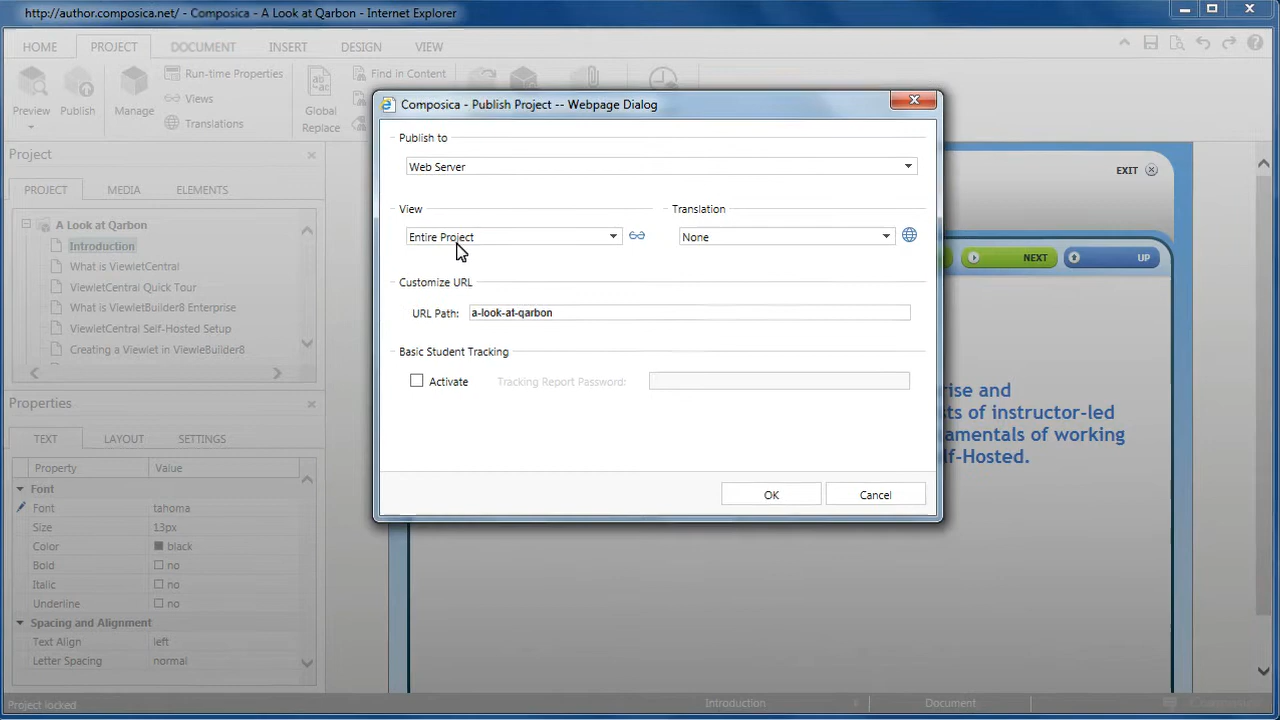 http://author.composica.net/ - Composica - A Look at Qarbon - Internet Explorer
HOME PROJECT DOCUMENT INSERT DESIGN VIEW
Preview
Publish
Manage
Run-time Properties
Views
Translations
Global
Replace
Find in Content
Project
PROJECT MEDIA ELEMENTS
A Look at Qarbon
Introduction
What is ViewletCentral
ViewletCentral Quick Tour
What is ViewletBuilder8 Enterprise
ViewletCentral Self-Hosted Setup
Creating a Viewlet in ViewleBuilder8
Properties
TEXT LAYOUT SETTINGS
Property Value
Font
Font tahoma
Size 13px
Color black
Bold no
Italic no
Underline no
Spacing and Alignment
Text Align left
Letter Spacing normal
Composica - Publish Project -- Webpage Dialog
Publish to
Web Server
View
Entire Project
Translation
None
Customize URL
URL Path: a-look-at-qarbon
Basic Student Tracking
Activate
Tracking Report Password:
OK Cancel
EXIT
NEXT UP
rise and
ts of instructor-led
amentals of working
lf-Hosted.
Project locked
Introduction
Document